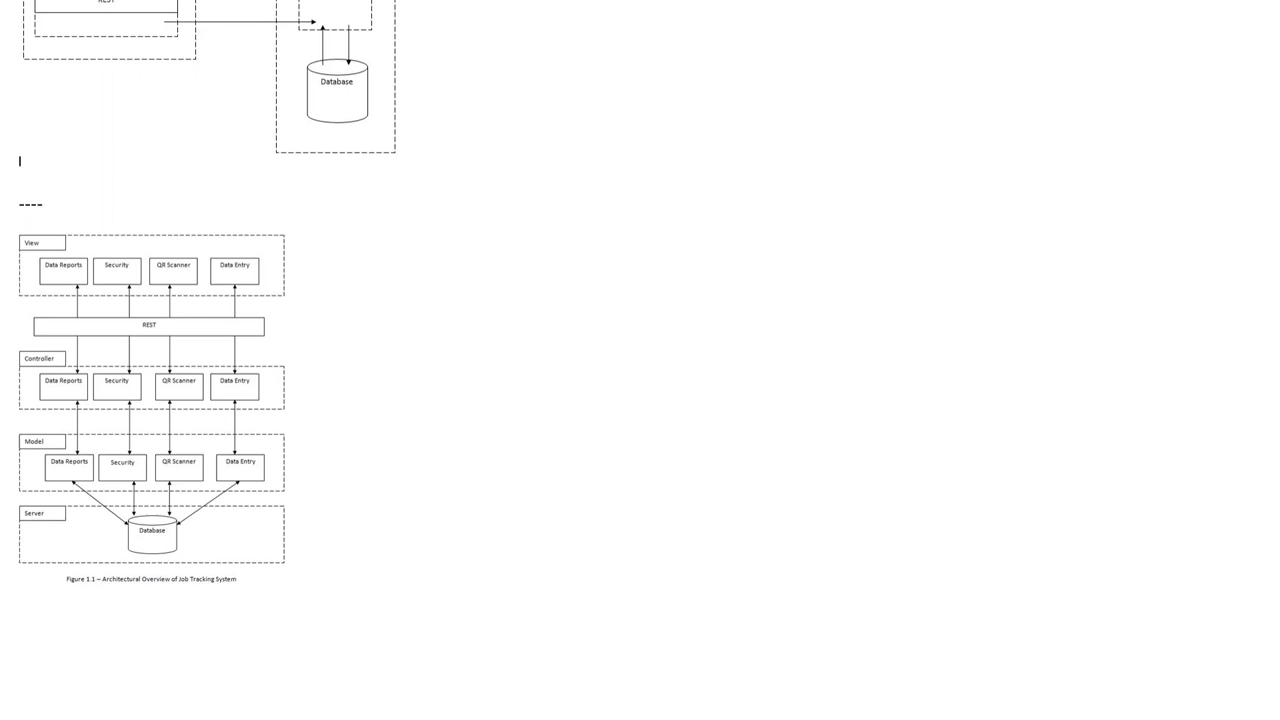 REST
Database
----
View
Data Reports Security QR Scanner Data Entry
REST
Controller
Data Reports Security QR Scanner Data Entry
Model
Data Reports Security QR Scanner Data Entry
Server
Database
Figure 1.1 – Architectural Overview of Job Tracking System